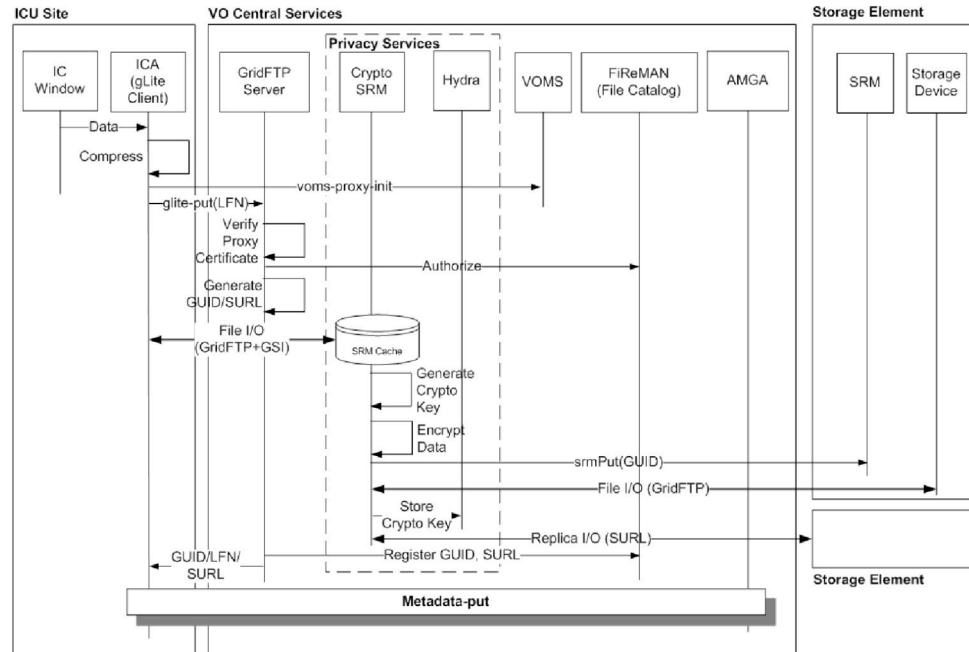 ICU Site
VO Central Services
Storage Element
Privacy Services
IC
Window
ICA
(gLite
Client)
GridFTP
Server
Crypto
SRM
Hydra
VOMS
FiReMAN
(File Catalog)
AMGA
SRM
Storage
Device
Data
Compress
voms-proxy-init
glite-put(LFN)
Verify
Proxy
Certificate
Authorize
Generate
GUID/SURL
File I/O
(GridFTP+GSI)
SRM Cache
Generate
Crypto
Key
Encrypt
Data
srmPut(GUID)
File I/O (GridFTP)
Store
Crypto Key
Replica I/O (SURL)
GUID/LFN/
SURL
Register GUID, SURL
Storage Element
Metadata-put